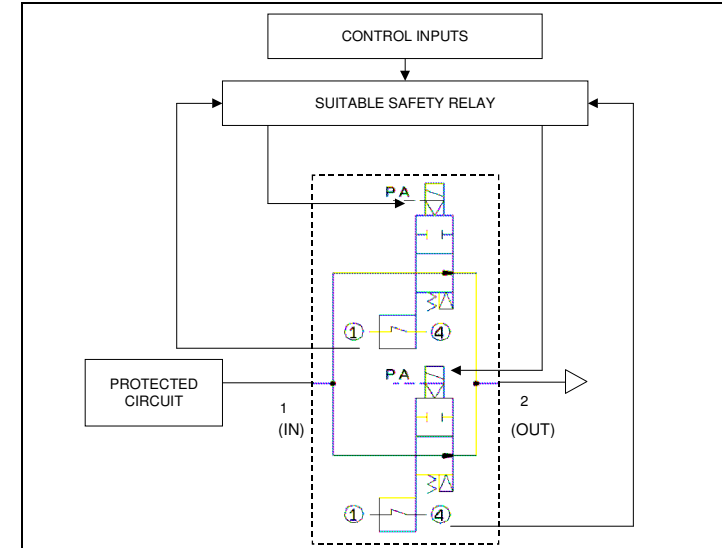 CONTROL INPUTS
SUITABLE SAFETY RELAY
PA
1 4
PROTECTED
CIRCUIT
PA
1
(IN)
2
(OUT)
1 4